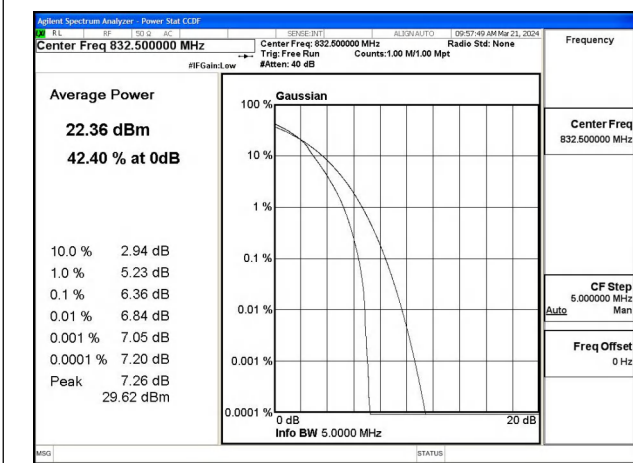 Agilent Spectrum Analyzer - Power Stat CCDF
RL RF 50 Ω AC SENSE:INT ALIGNAUTO 09:57:49 AM Mar 21, 2024
Center Freq 832.500000 MHz
Center Freq: 832.500000 MHz Radio Std: None
Trig: Free Run Counts:1.00 M/1.00 Mpt
#IFGain:Low #Atten: 40 dB
Frequency
Average Power
22.36 dBm
42.40 % at 0dB
10.0 % 2.94 dB
1.0 % 5.23 dB
0.1 % 6.36 dB
0.01 % 6.84 dB
0.001 % 7.05 dB
0.0001 % 7.20 dB
Peak 7.26 dB
29.62 dBm
Gaussian
100 %
10 %
1 %
0.1 %
0.01 %
0.001 %
0.0001 %
0 dB 20 dB
Info BW 5.0000 MHz
Center Freq
832.500000 MHz
CF Step
5.000000 MHz
Auto Man
Freq Offset
0 Hz
MSG STATUS